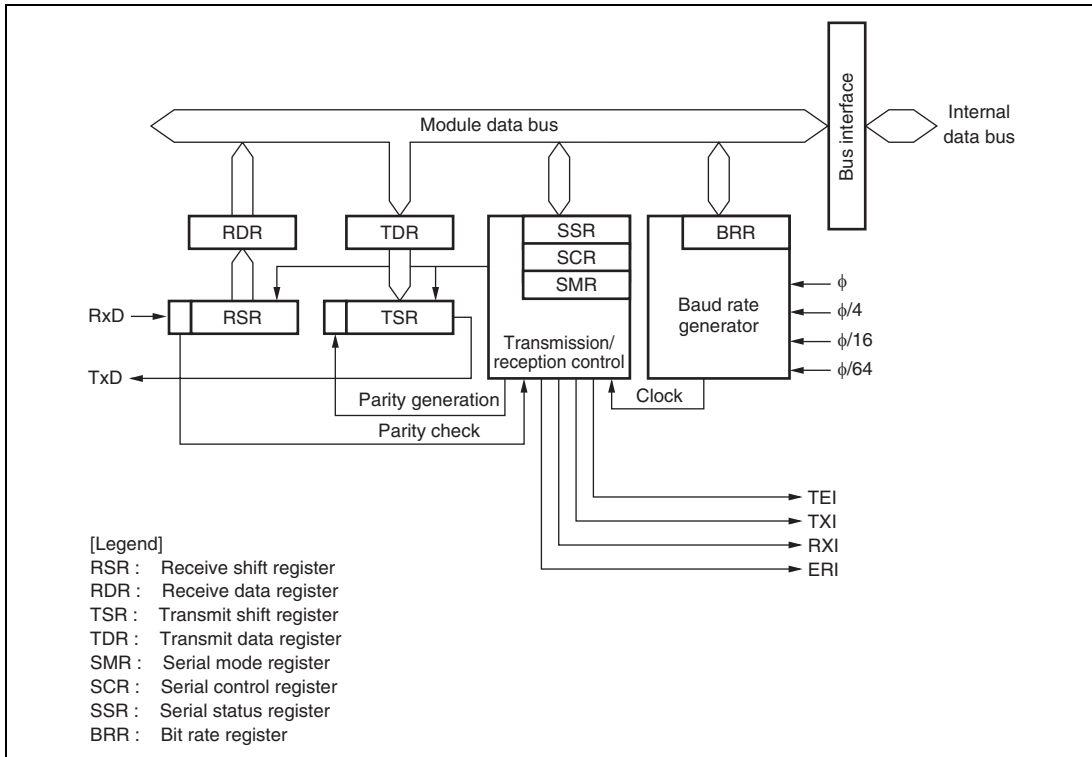 Module data bus
Bus interface
Internal
data bus
RDR
TDR
SSR
SCR
SMR
BRR
RxD
RSR
TSR
TxD
Transmission/
reception control
Baud rate
generator
ϕ
ϕ/4
ϕ/16
ϕ/64
Parity generation
Clock
Parity check
TEI
TXI
RXI
ERI
[Legend]
RSR : Receive shift register
RDR : Receive data register
TSR : Transmit shift register
TDR : Transmit data register
SMR : Serial mode register
SCR : Serial control register
SSR : Serial status register
BRR : Bit rate register